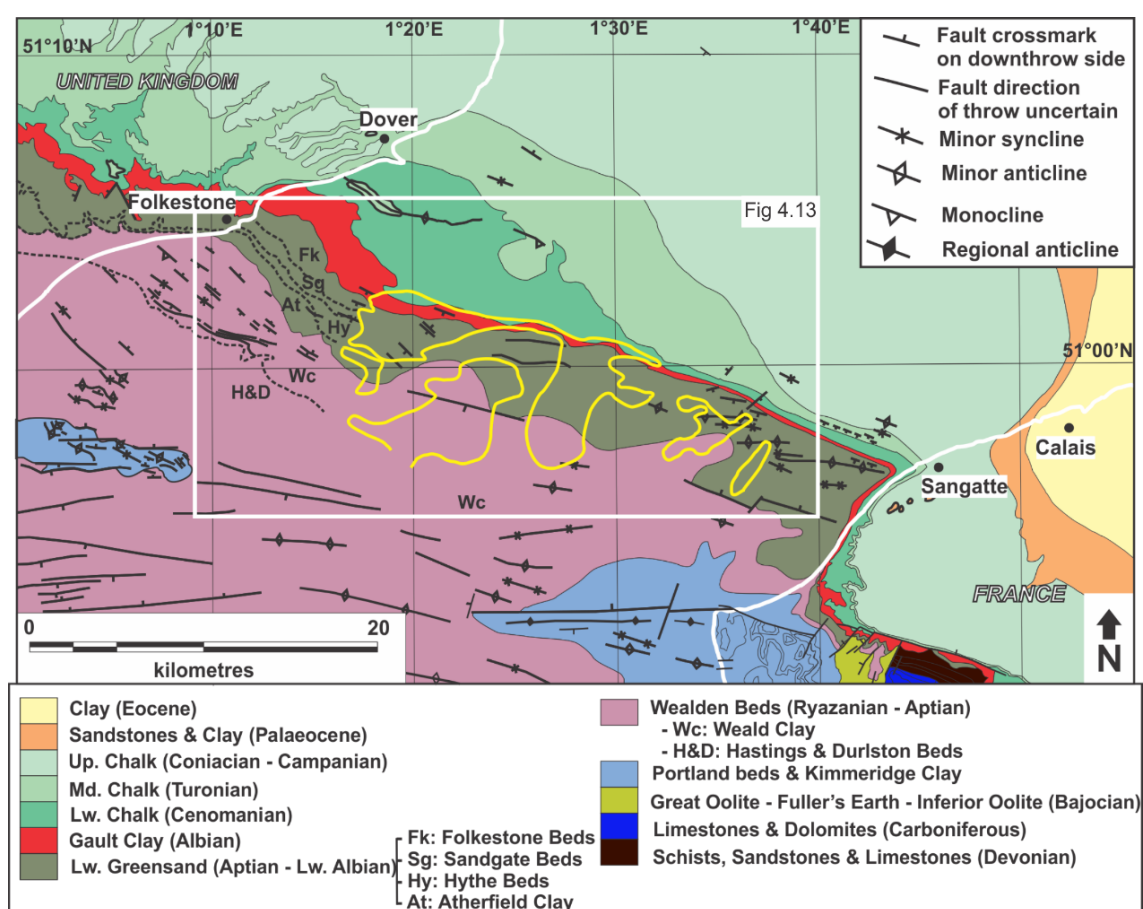 1°10'E
1°20'
1°30'
1°40'
51°10'N
UNITED KINGDOM
Dover
Folkestone
Fig 4.13
Fk
Sg
At
Hy
Wc
H&D
Wc
51°00'N
Calais
Sangatte
FRANCE
N
0
20
kilometres
Fault crossmark
on downthrow side
Fault direction
of throw uncertain
Minor syncline
Minor anticline
Monocline
Regional anticline
Clay (Eocene)
Sandstones & Clay (Palaeocene)
Up. Chalk (Coniacian - Campanian)
Md. Chalk (Turonian)
Lw. Chalk (Cenomanian)
Gault Clay (Albian)
Lw. Greensand (Aptian - Lw. Albian)
Fk: Folkestone Beds
Sg: Sandgate Beds
Hy: Hythe Beds
At: Atherfield Clay
Wealden Beds (Ryazanian - Aptian)
- Wc: Weald Clay
- H&D: Hastings & Durlston Beds
Portland beds & Kimmeridge Clay
Great Oolite - Fuller's Earth - Inferior Oolite (Bajocian)
Limestones & Dolomites (Carboniferous)
Schists, Sandstones & Limestones (Devonian)